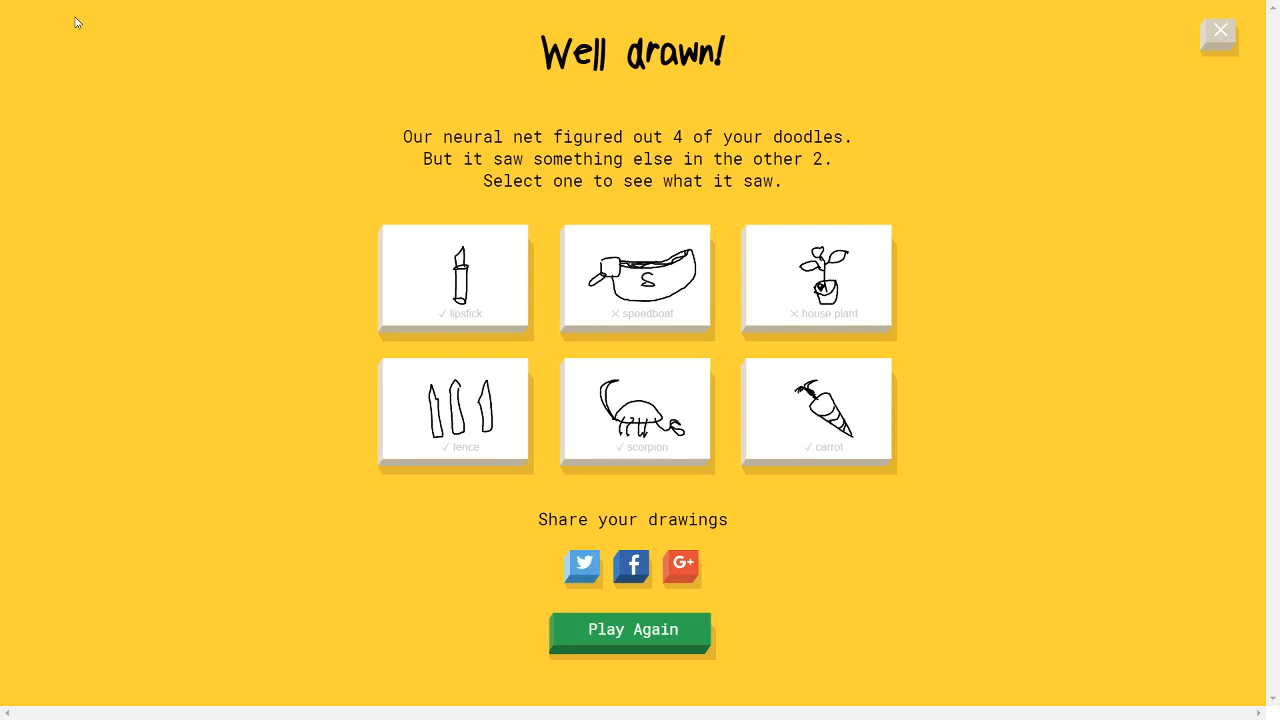 Well drawn!
Our neural net figured out 4 of your doodles.
But it saw something else in the other 2.
Select one to see what it saw.
✓ lipstick
✕ speedboat
✕ house plant
✓ fence
✓ scorpion
✓ carrot
Share your drawings
G+
Play Again